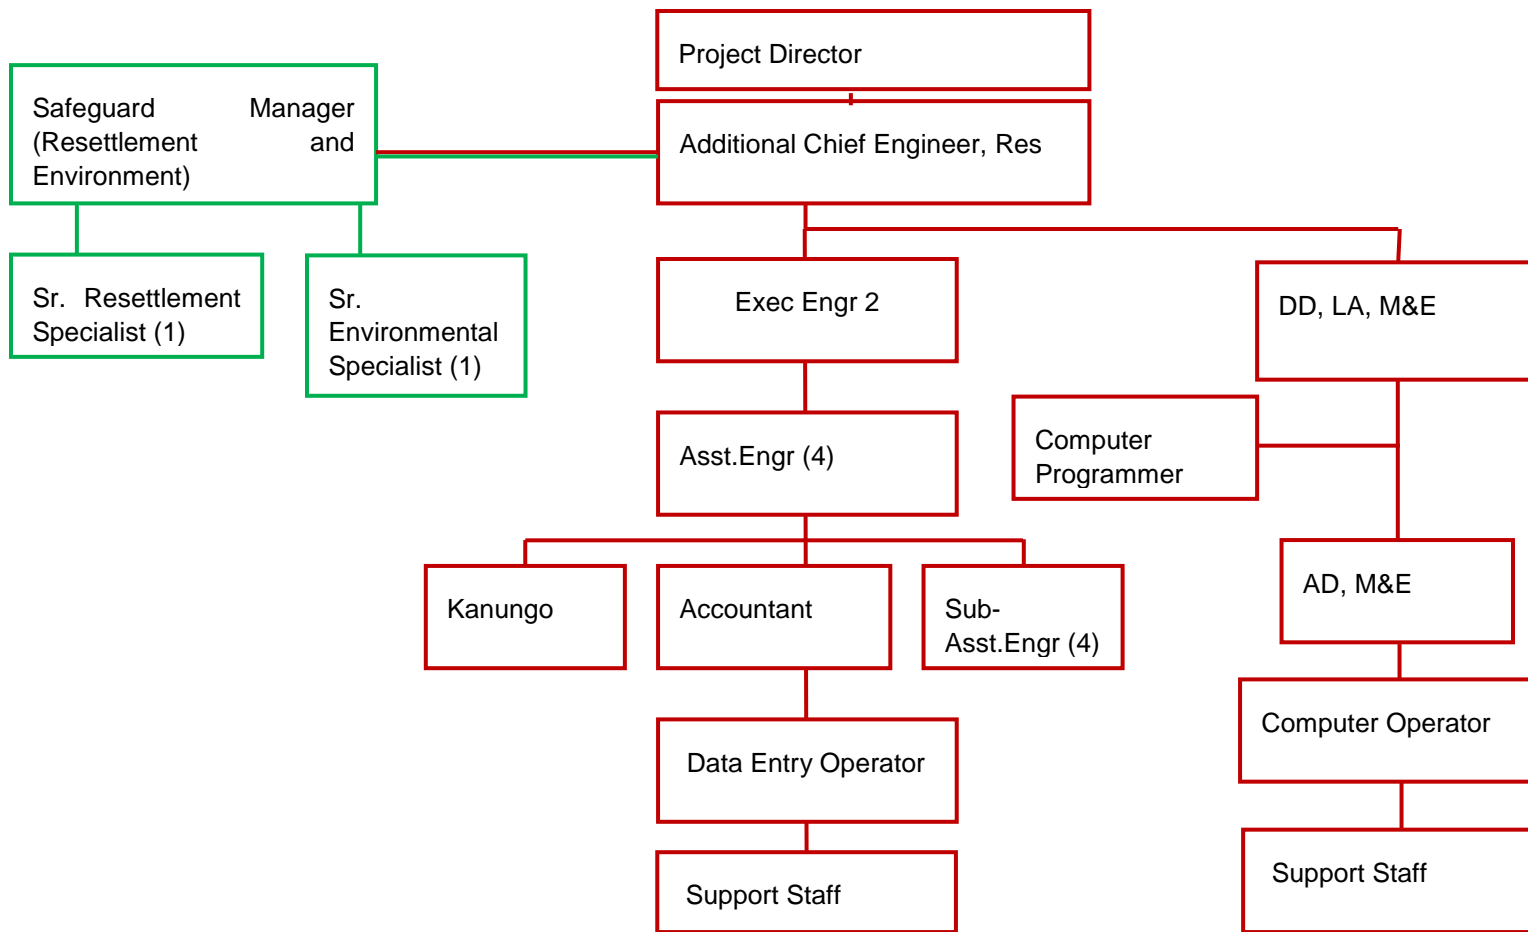 Project Director
Safeguard Manager
(Resettlement and
Environment)
Additional Chief Engineer, Res
Sr. Resettlement
Specialist (1)
Sr.
Environmental
Specialist (1)
Exec Engr 2
DD, LA, M&E
Asst.Engr (4)
Computer
Programmer
Kanungo
Accountant
Sub-
Asst.Engr (4)
AD, M&E
Data Entry Operator
Computer Operator
Support Staff
Support Staff